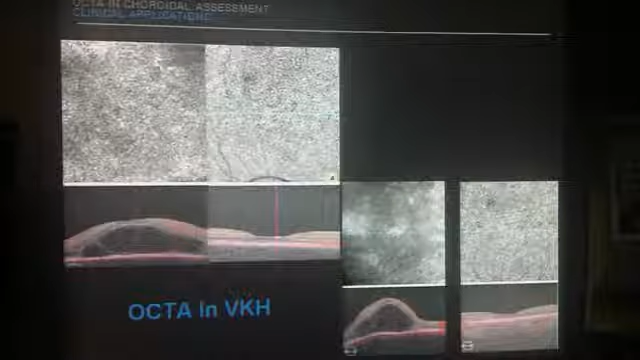 OCTA IN CHOROIDAL ASSESSMENT
CLINICAL APPLICATIONS
OCTA In VKH